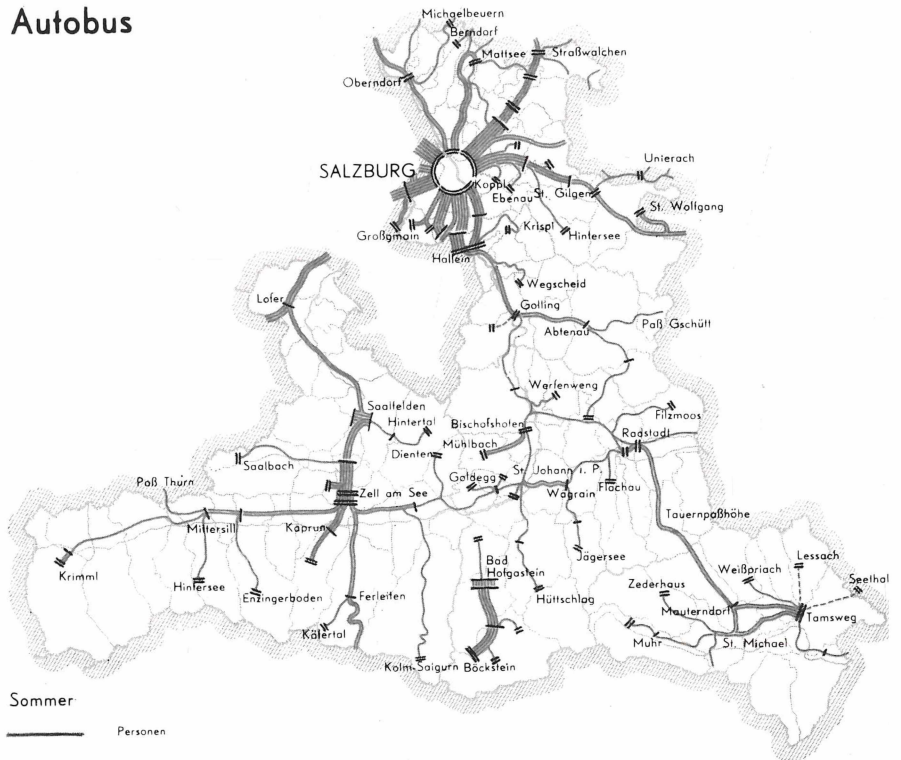 Autobus
Michaelbeuern
Berndorf
Mattsee
Straßwalchen
Oberndorf
SALZBURG
Unterach
Koppl
Ebenau
St. Gilgen
St. Wolfgang
Großgmain
Krispl
Hintersee
Hallein
Wegscheid
Lofer
Golling
Abtenau
Paß Gschütt
Werfenweng
Saalfelden
Hintertal
Bischofshofen
Filzmoos
Radstadt
Mühlbach
Dienten
Saalbach
Goldegg
St. Johann i. P.
Paß Thurn
Zell am See
Wagrain
Flachau
Mittersill
Kaprun
Tauernpaßhöhe
Krimml
Bad
Hofgastein
Jägersee
Lessach
Weißpriach
Seethal
Hintersee
Enzingerboden
Ferleiten
Hüttschlag
Zederhaus
Mauterndorf
Tamsweg
Käfertal
Muhr
St. Michael
Kolm-Saigurn
Böckstein
Sommer
Personen